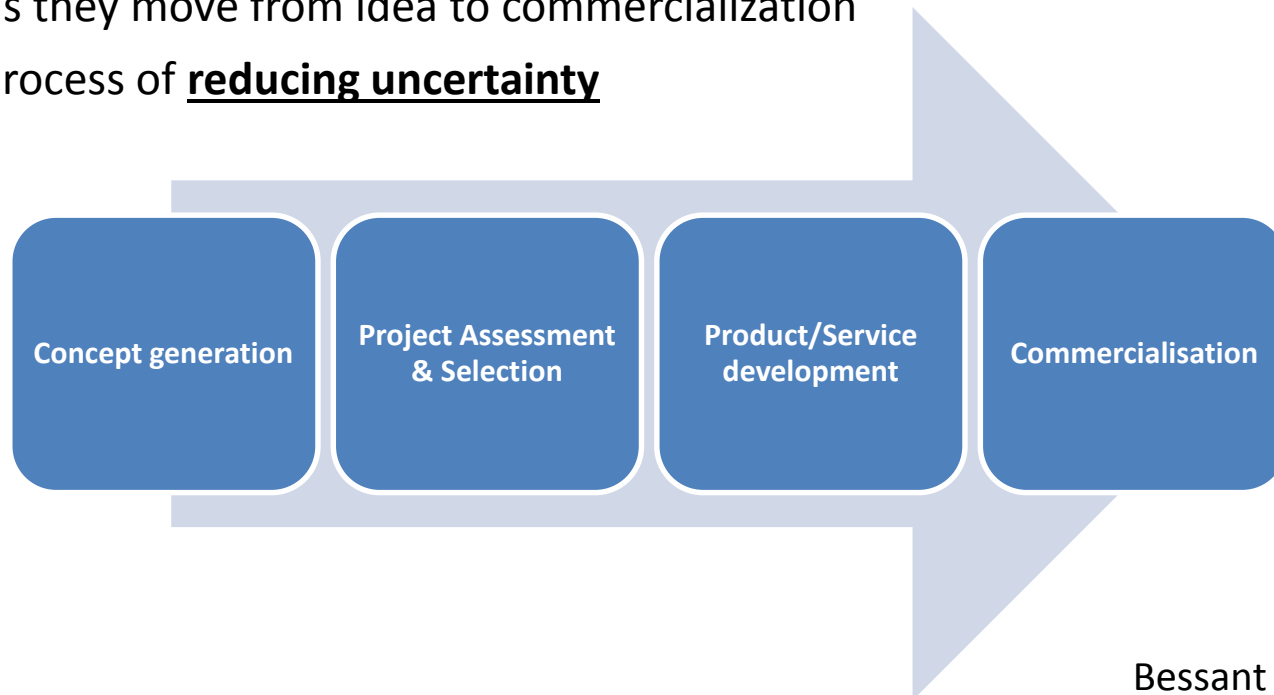 s they move from idea to commercialization
rocess of reducing uncertainty
Concept generation
Project Assessment
& Selection
Product/Service
development
Commercialisation
Bessant